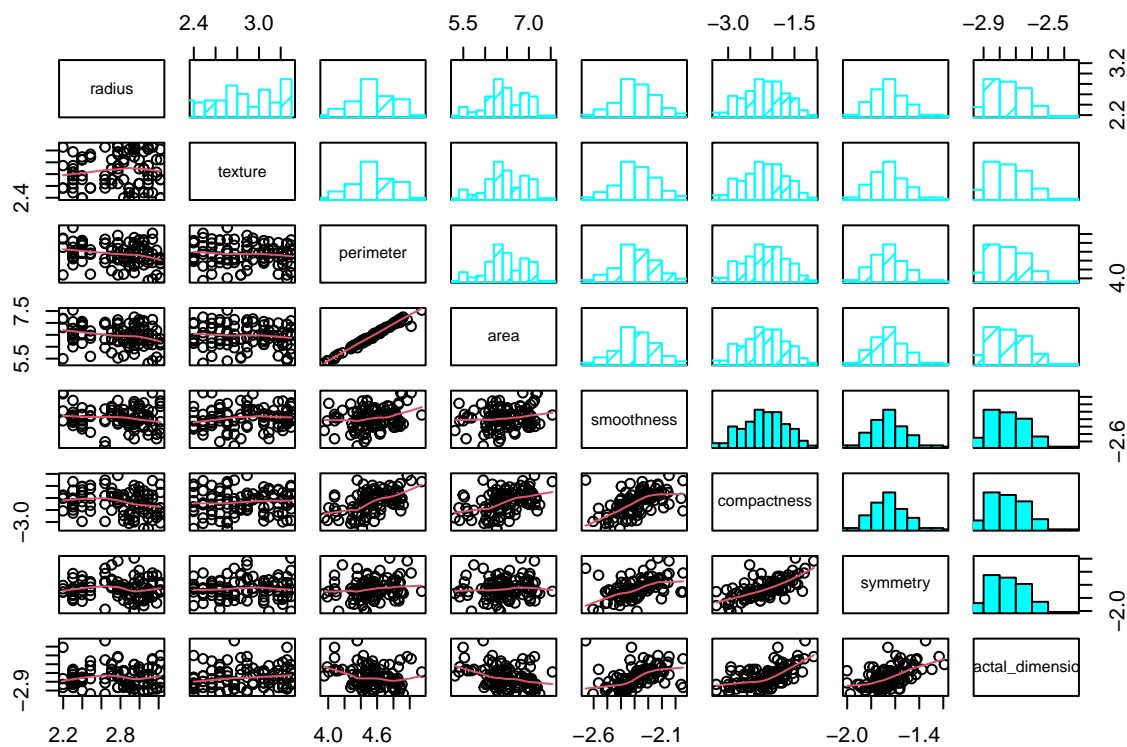 2.4 3.0 5.5 7.0 −3.0 −1.5 −2.9 −2.5
radius
2.2 3.2
texture
2.4
perimeter
4.0
area
5.5 7.5
smoothness
−2.6
compactness
−3.0
symmetry
−2.0
actal_dimensio
−2.9
2.2 2.8 4.0 4.6 −2.6 −2.1 −2.0 −1.4